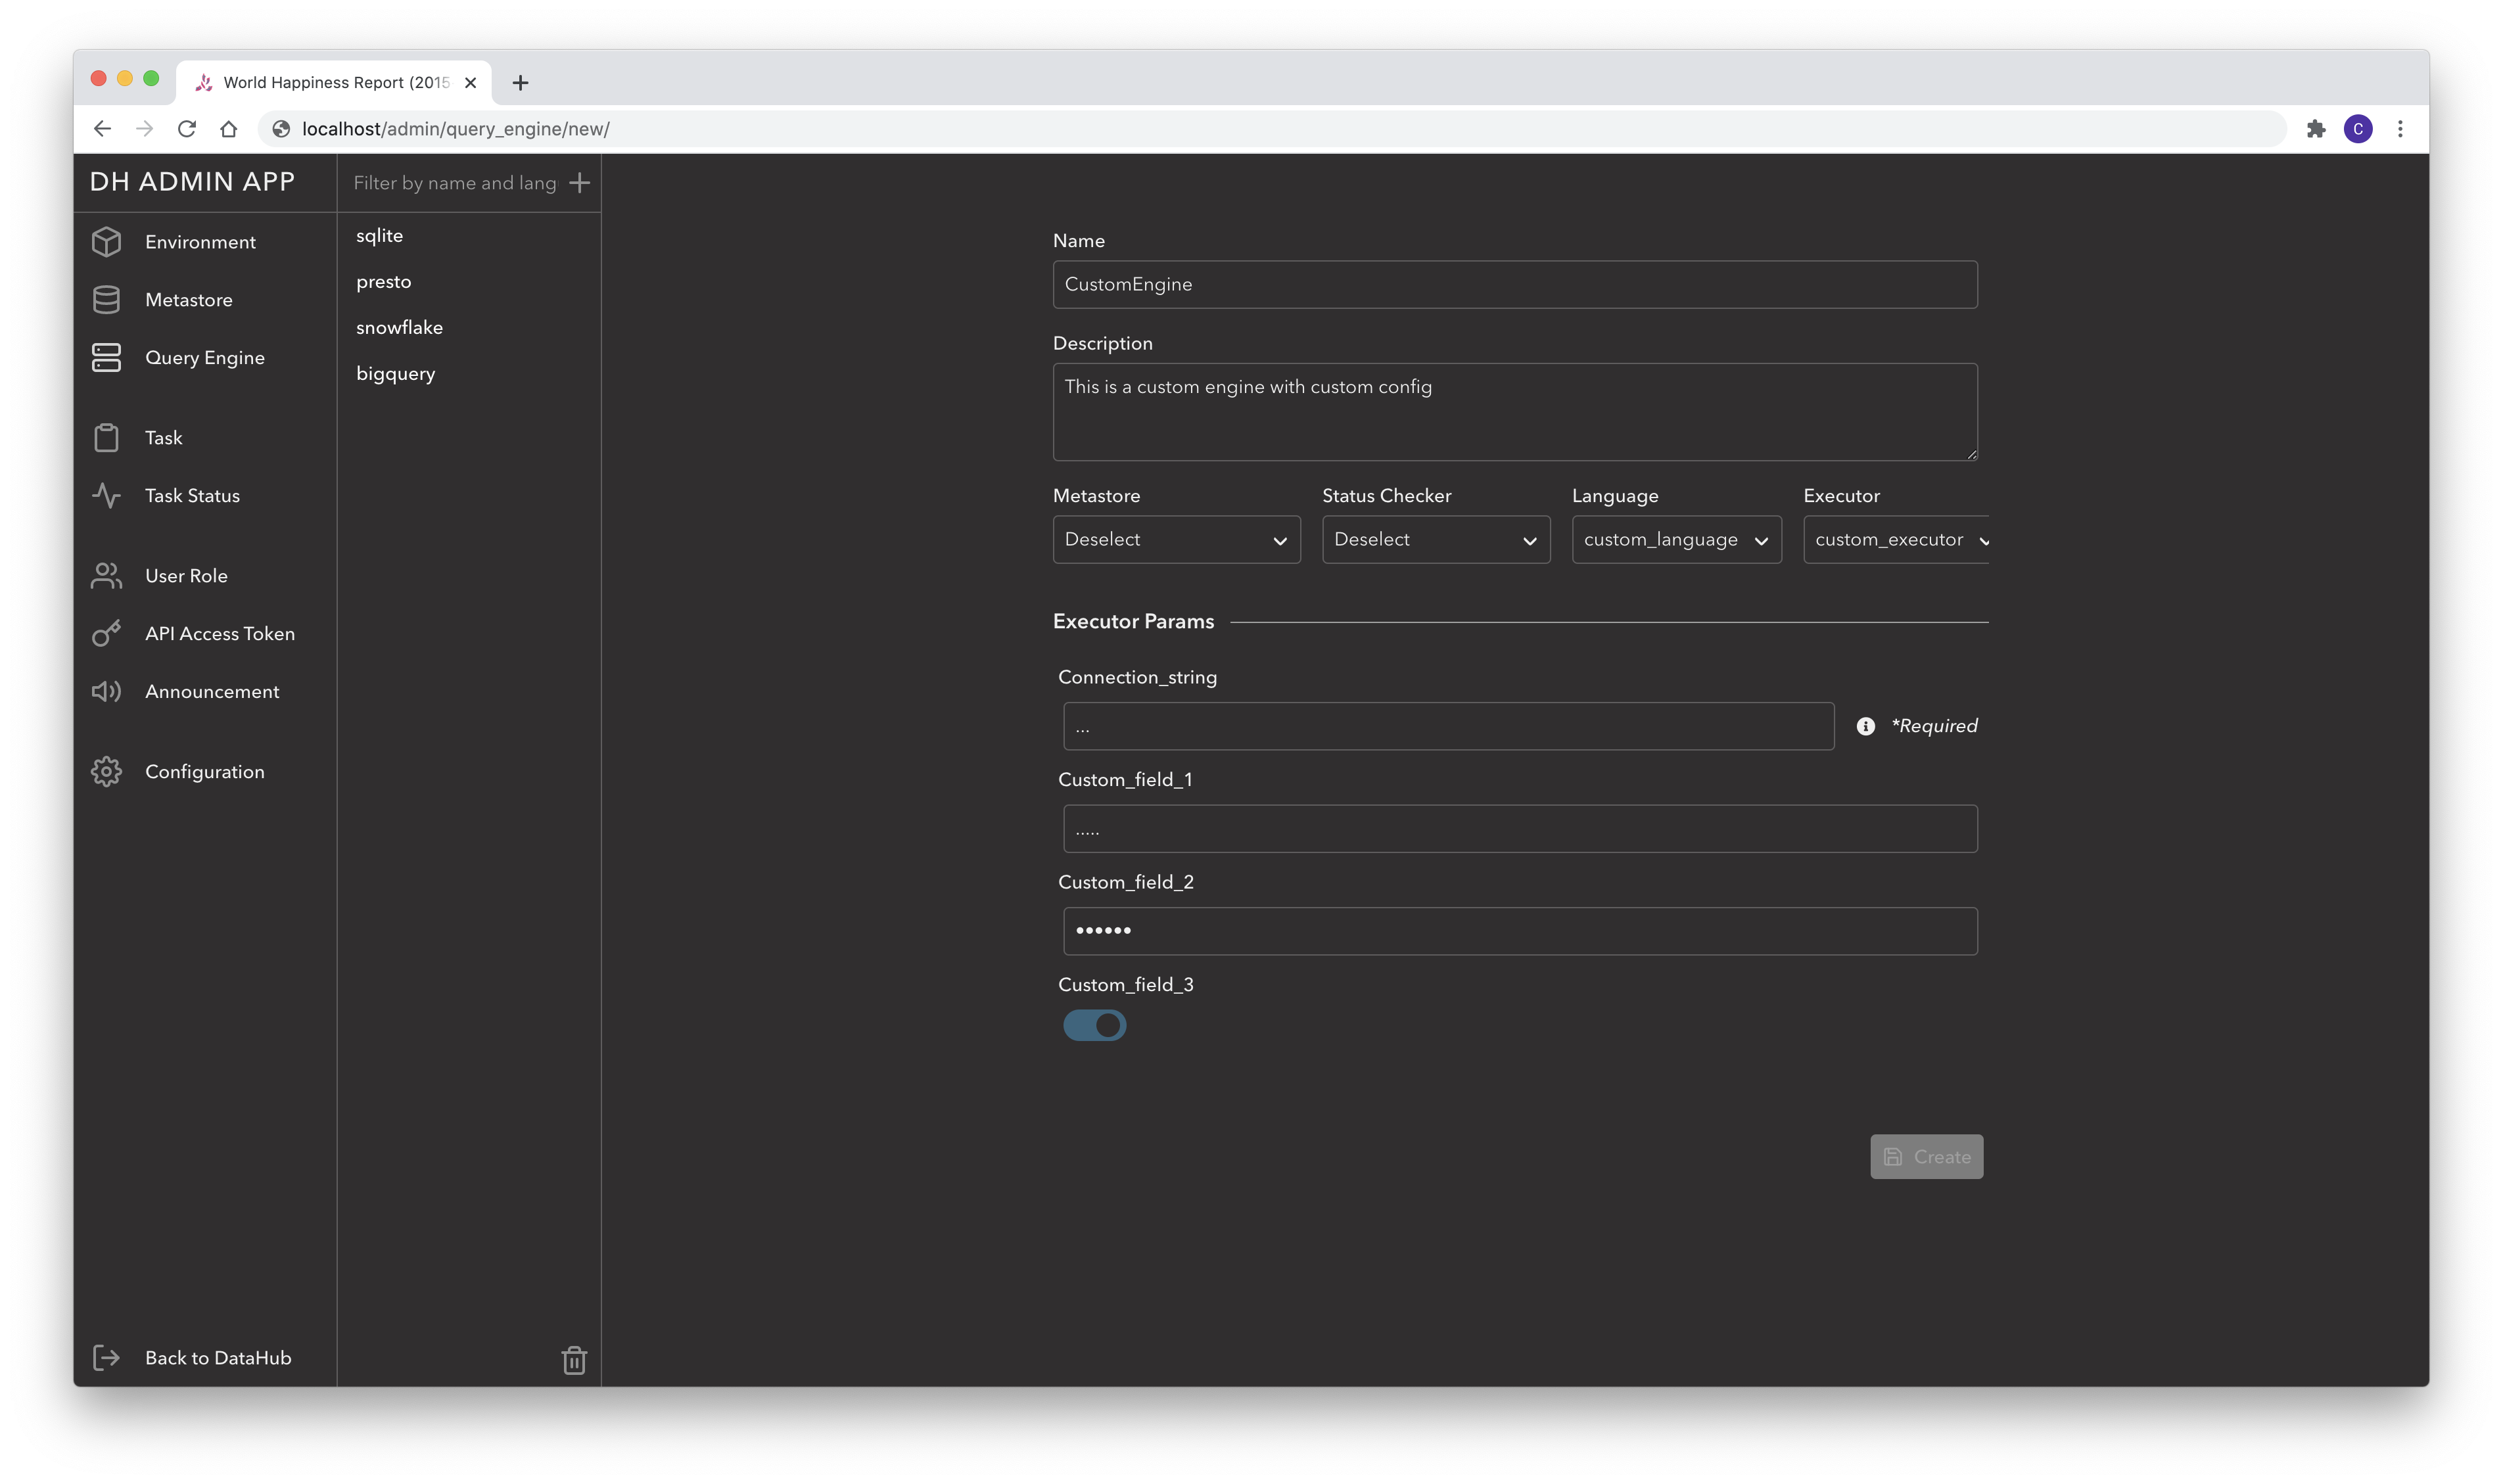 World Happiness Report (2015
localhost/admin/query_engine/new/
C
DH ADMIN APP
Environment
Metastore
Query Engine
Task
Task Status
User Role
API Access Token
Announcement
Configuration
Back to DataHub
Filter by name and lang
sqlite
presto
snowflake
bigquery
Name
CustomEngine
Description
This is a custom engine with custom config
Metastore Status Checker Language Executor
Deselect Deselect custom_language custom_executor
Executor Params
Connection_string
...
*Required
Custom_field_1
.....
Custom_field_2
••••••
Custom_field_3
Create